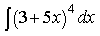 ∫(3+5x)⁴ dx